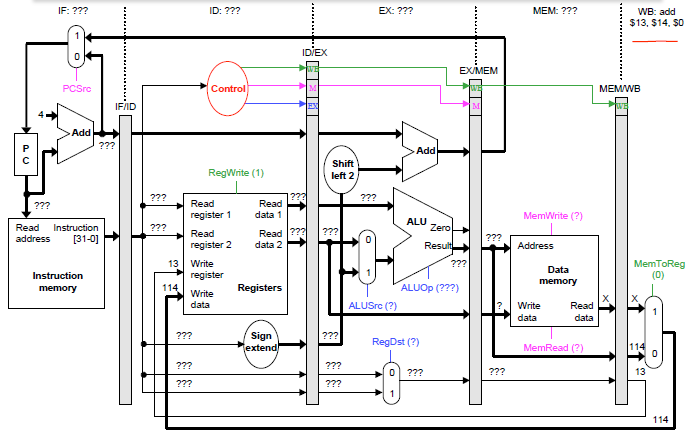 IF: ???
ID: ???
EX: ???
MEM: ???
WB: add
$13, $14, $0
1
0
PCSrc
4
Add
???
P
C
???
Read
address
Instruction
[31-0]
Instruction
memory
IF/ID
Control
RegWrite (1)
???
Read
register 1
Read
data 1
???
???
Read
register 2
Read
data 2
???
13
Write
register
114
Write
data
Registers
???
Sign
extend
???
???
???
???
???
ID/EX
WB
M
EX
Shift
left 2
Add
???
???
ALU
Zero
Result
???
0
1
ALUSrc (?)
ALUOp (???)
RegDst (?)
0
1
???
EX/MEM
WB
M
???
MemWrite (?)
Address
Data
memory
?
Write
data
Read
data
X
MemRead (?)
???
MEM/WB
WB
MemToReg
(0)
X
1
0
114
13
114